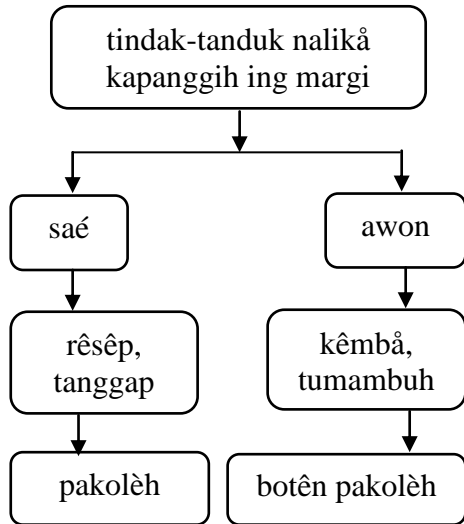 tindak-tanduk nalikå
kapanggih ing margi
saé
awon
rêsêp,
tanggap
kêmbå,
tumambuh
pakolèh
botên pakolèh